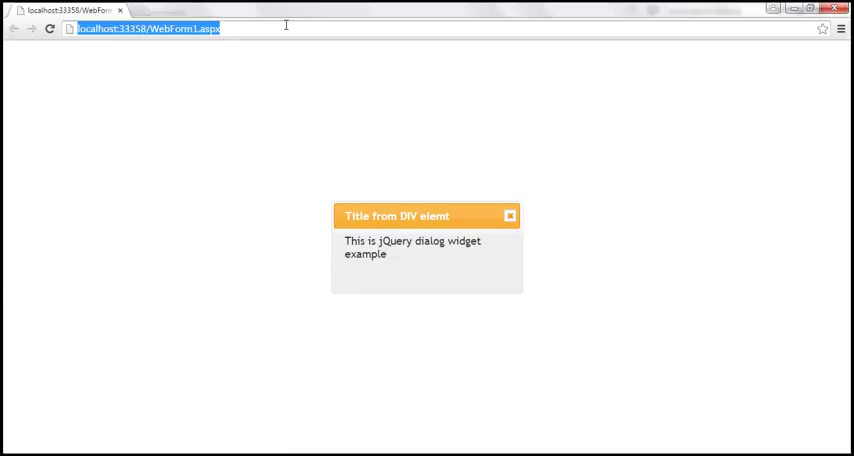 localhost:33358/WebForm
localhost:33358/WebForm1.aspx
Title from DIV elemt
This is jQuery dialog widget
example